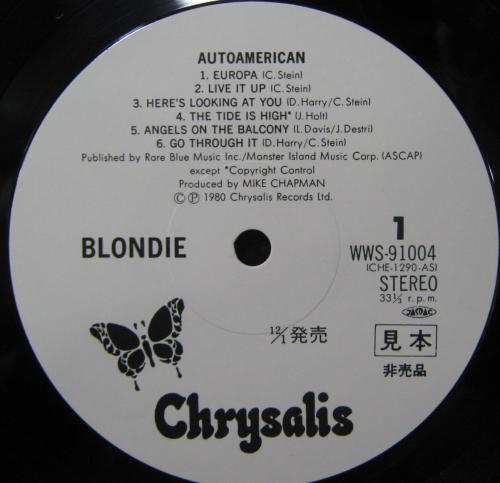 AUTOAMERICAN
1. EUROPA (C. Stein)
2. LIVE IT UP (C. Stein)
3. HERE'S LOOKING AT YOU (D. Harry/C. Stein)
4. THE TIDE IS HIGH* (J. Holt)
5. ANGELS ON THE BALCONY (L. Davis/J. Destri)
6. GO THROUGH IT (D. Harry/C. Stein)
Published by Rare Blue Music Inc./Monster Island Music Corp. (ASCAP)
except *Copyright Control
Produced by MIKE CHAPMAN
© ℗ 1980 Chrysalis Records Ltd.
BLONDIE
1
WWS-91004
(CHE-1290-AS)
STEREO
33⅓ r.p.m.
JASRAC
12/1発売
見本
非売品
Chrysalis